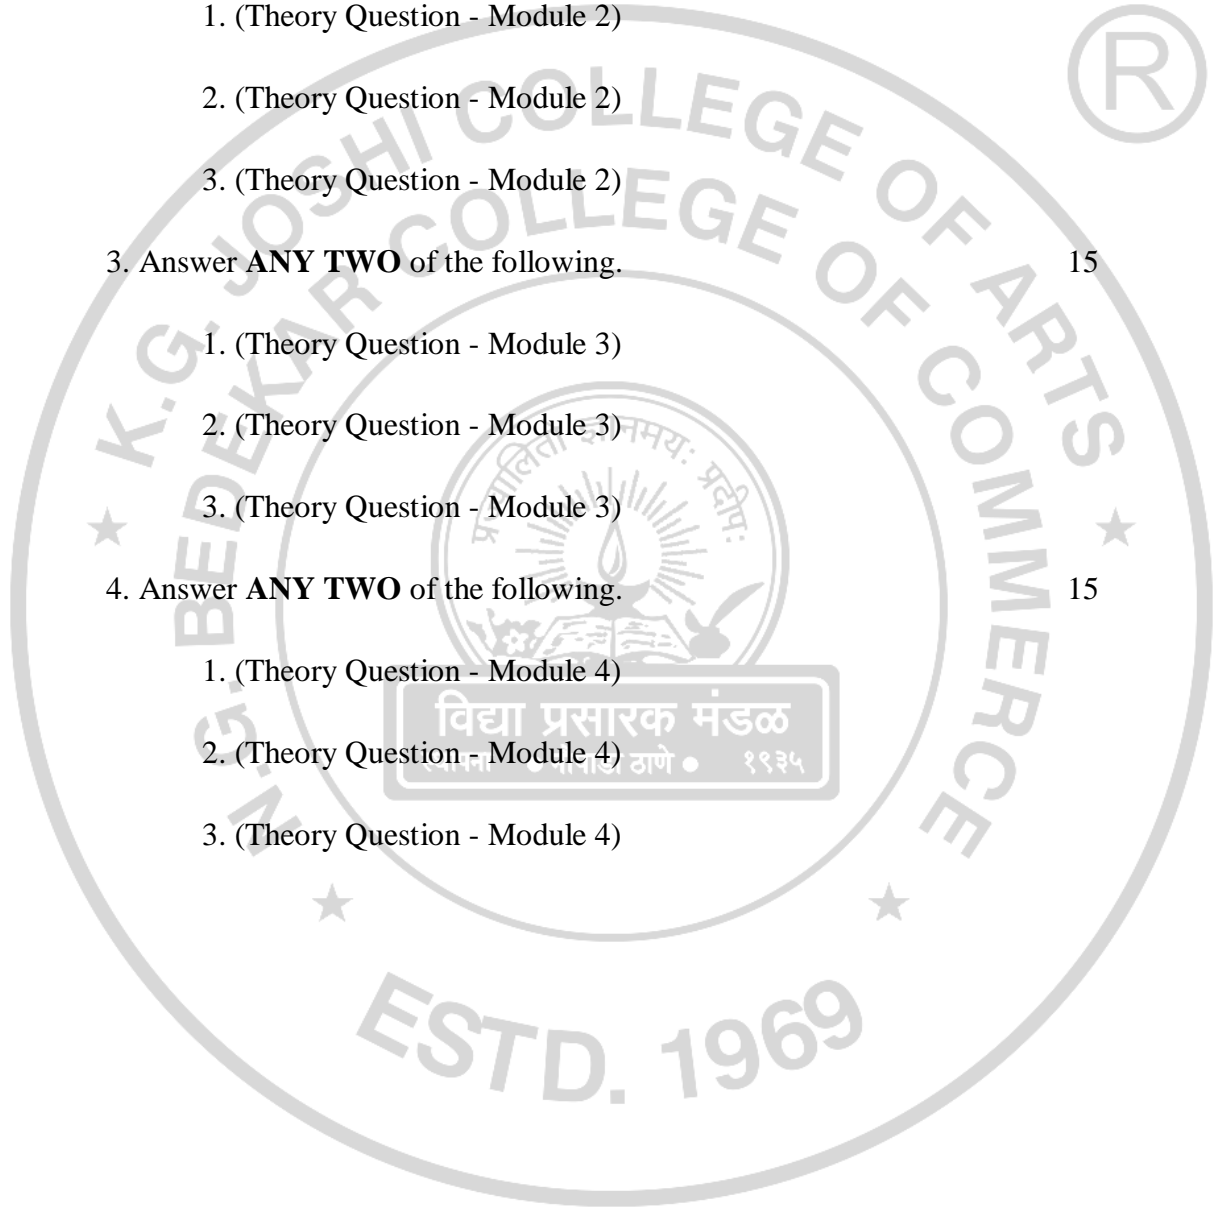 1. (Theory Question - Module 2)
2. (Theory Question - Module 2)
3. (Theory Question - Module 2)
3. Answer ANY TWO of the following. 15
1. (Theory Question - Module 3)
2. (Theory Question - Module 3)
3. (Theory Question - Module 3)
4. Answer ANY TWO of the following. 15
1. (Theory Question - Module 4)
2. (Theory Question - Module 4)
3. (Theory Question - Module 4)
K.G. JOSHI COLLEGE OF ARTS
N.G. BEDEKAR COLLEGE OF COMMERCE
ESTD. 1969
R
प्रदीपः
विद्या प्रसारक मंडळ
ठाणे ● १९३५